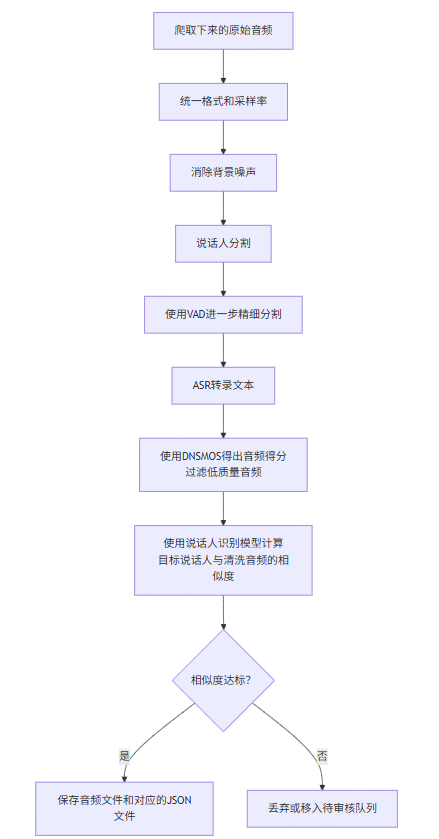 爬取下来的原始音频
统一格式和采样率
消除背景噪声
说话人分割
使用VAD进一步精细分割
ASR转录文本
使用DNSMOS得出音频得分
过滤低质量音频
使用说话人识别模型计算
目标说话人与清洗音频的相
似度
相似度达标?
是
否
保存音频文件和对应的JSON
文件
丢弃或移入待审核队列